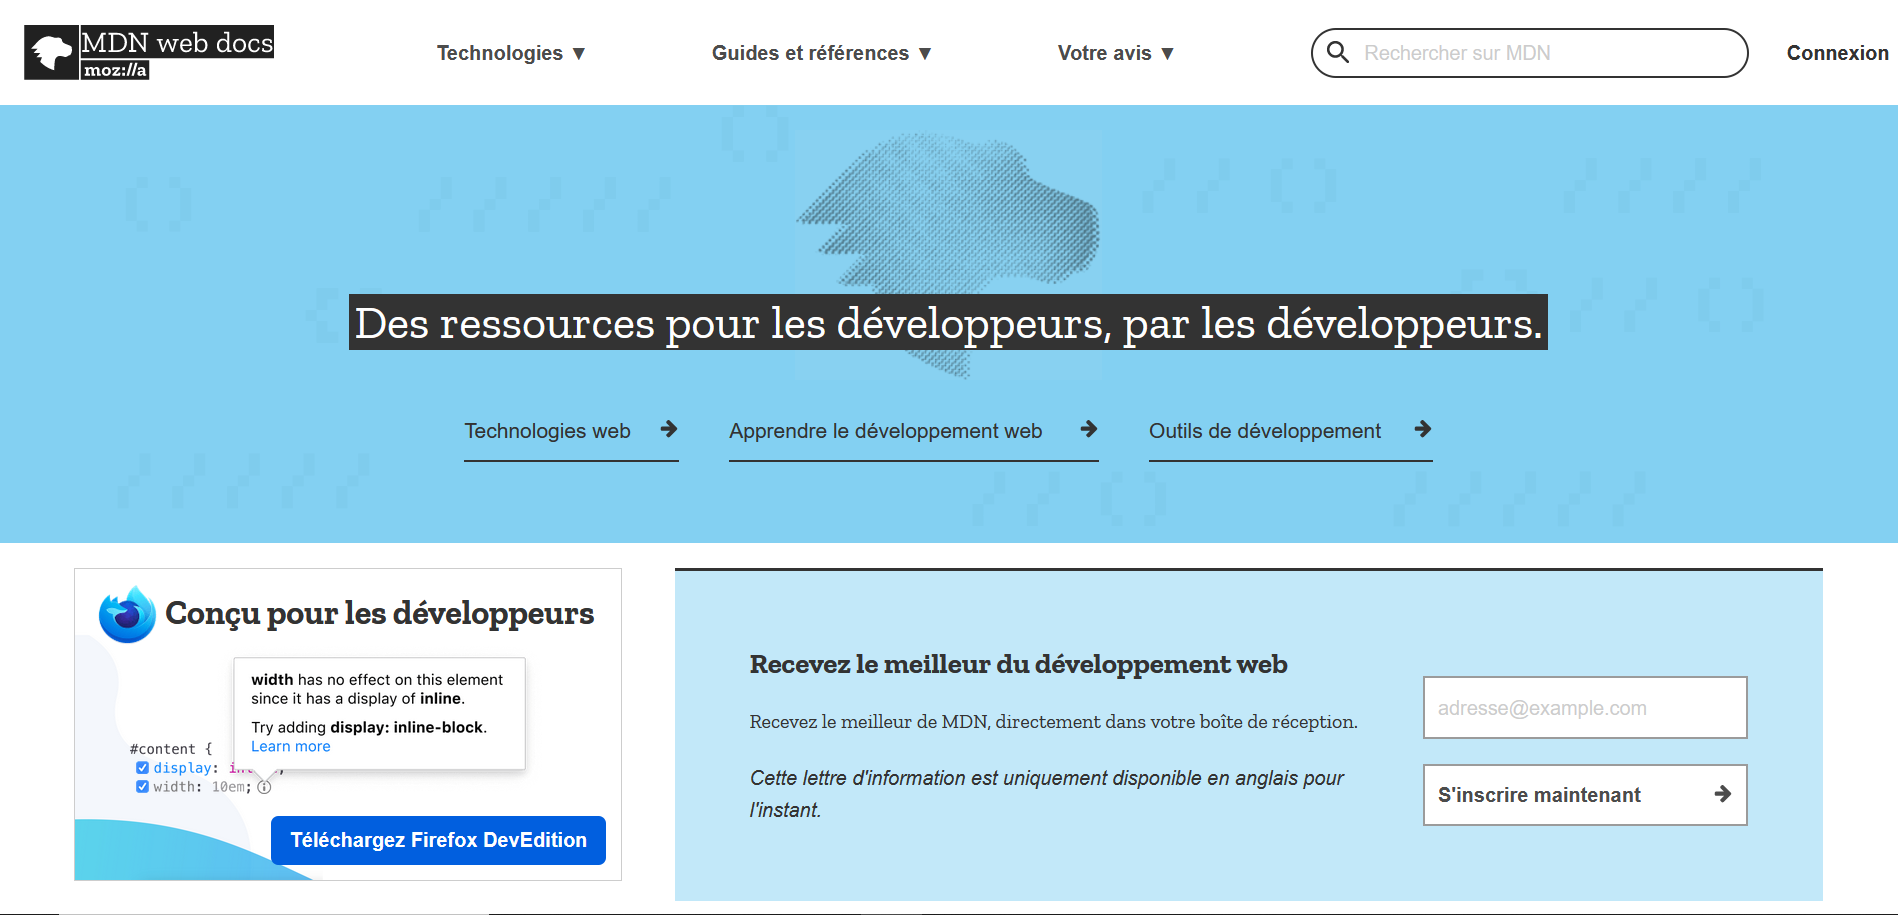 MDN web docs
moz://a
Technologies ▼
Guides et références ▼
Votre avis ▼
Rechercher sur MDN
Connexion
Des ressources pour les développeurs, par les développeurs.
Technologies web
Apprendre le développement web
Outils de développement
Conçu pour les développeurs
width has no effect on this element
since it has a display of inline.
Try adding display: inline-block.
Learn more
#content {
display:
width: 10em;
Téléchargez Firefox DevEdition
Recevez le meilleur du développement web
Recevez le meilleur de MDN, directement dans votre boîte de réception.
Cette lettre d'information est uniquement disponible en anglais pour
l'instant.
adresse@example.com
S'inscrire maintenant